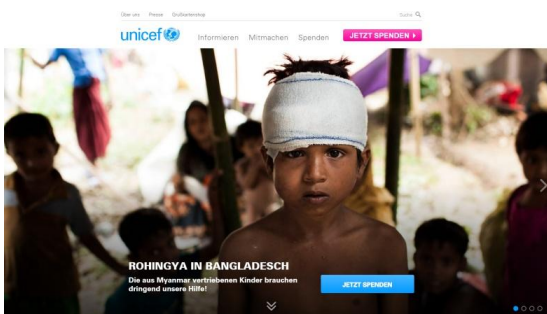 Über uns Presse Grußkartenshop Suche
unicef Informieren Mitmachen Spenden JETZT SPENDEN
ROHINGYA IN BANGLADESCH
Die aus Myanmar vertriebenen Kinder brauchen
dringend unsere Hilfe!
JETZT SPENDEN